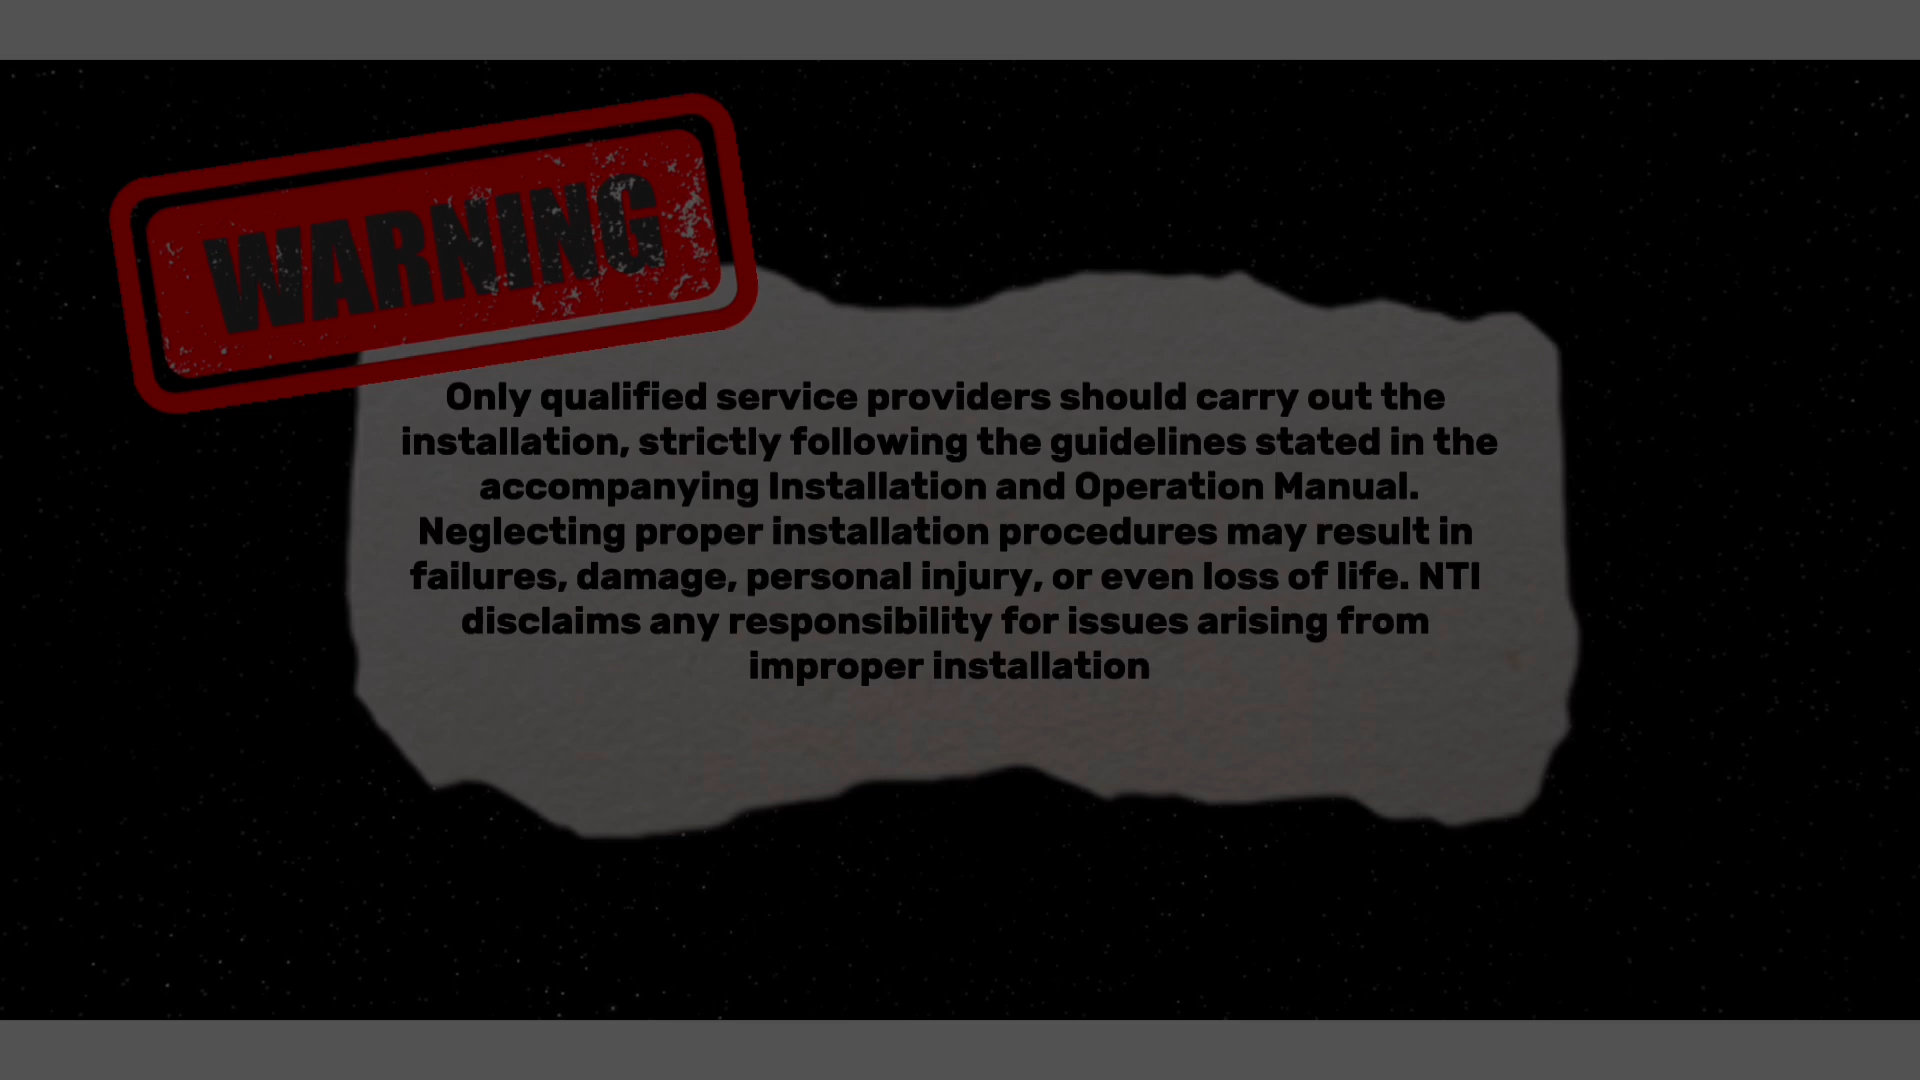 WARNING
Only qualified service providers should carry out the
installation, strictly following the guidelines stated in the
accompanying Installation and Operation Manual.
Neglecting proper installation procedures may result in
failures, damage, personal injury, or even loss of life. NTI
disclaims any responsibility for issues arising from
improper installation